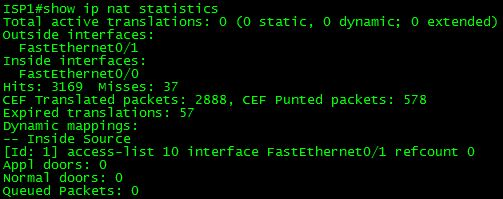 ISP1#show ip nat statistics
Total active translations: 0 (0 static, 0 dynamic; 0 extended)
Outside interfaces:
  FastEthernet0/1
Inside interfaces:
  FastEthernet0/0
Hits: 3169  Misses: 37
CEF Translated packets: 2888, CEF Punted packets: 578
Expired translations: 57
Dynamic mappings:
-- Inside Source
[Id: 1] access-list 10 interface FastEthernet0/1 refcount 0
Appl doors: 0
Normal doors: 0
Queued Packets: 0